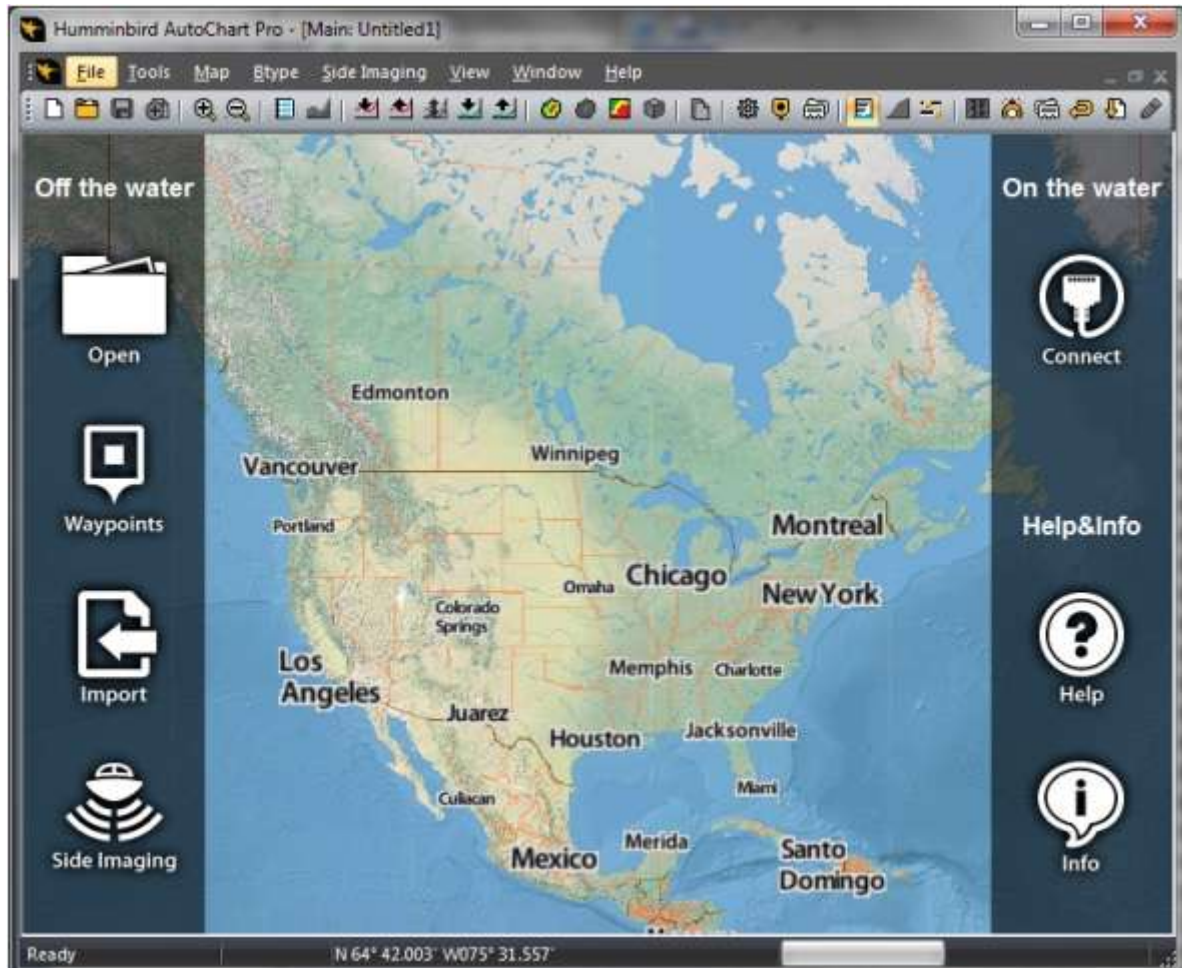 Humminbird AutoChart Pro - [Main: Untitled1]
File Tools Map Btype Side Imaging View Window Help
Off the water
Open
Waypoints
Import
Side Imaging
Edmonton
Vancouver
Winnipeg
Portland
Montreal
Omaha
Chicago
New York
Colorado
Springs
Los
Angeles
Memphis
Charlotte
Juarez
Houston
Jacksonville
Miami
Culiacan
Mexico
Merida
Santo
Domingo
On the water
Connect
Help&Info
Help
Info
Ready
N 64° 42.003' W075° 31.557'